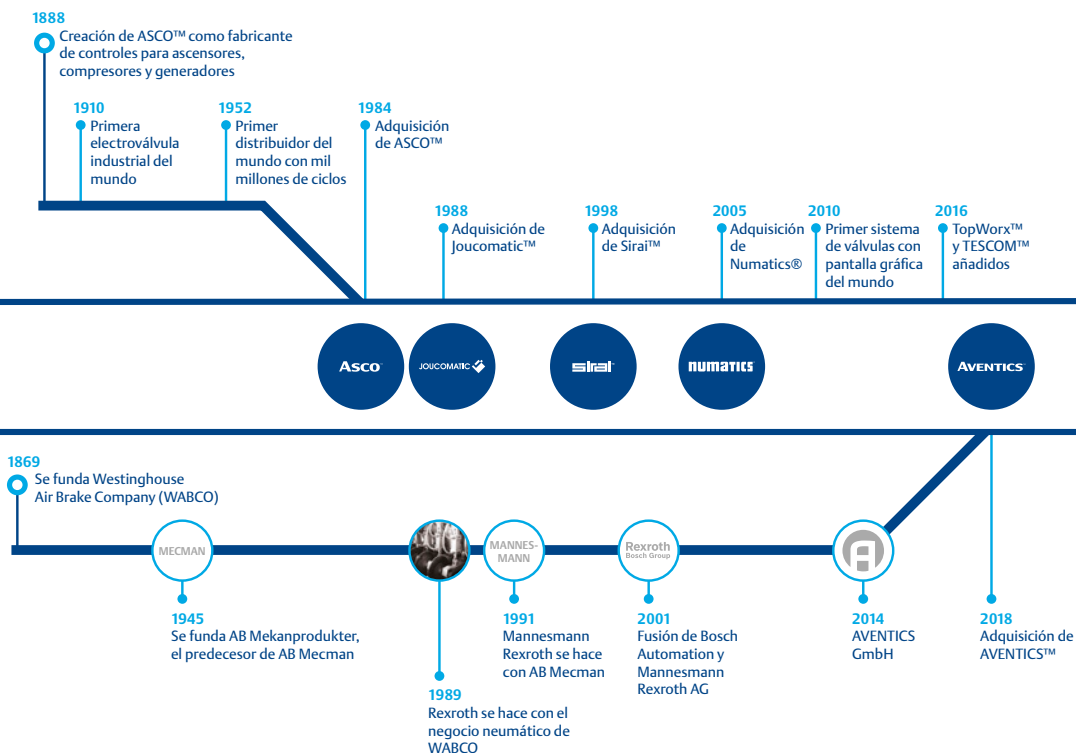 1888
Creación de ASCO™ como fabricante
de controles para ascensores,
compresores y generadores
1910
Primera
electroválvula
industrial del
mundo
1952
Primer
distribuidor del
mundo con mil
millones de ciclos
1984
Adquisición
de ASCO™
1988
Adquisición de
Joucomatic™
1998
Adquisición
de Sirai™
2005
Adquisición
de
Numatics®
2010
Primer sistema
de válvulas con
pantalla gráfica
del mundo
2016
TopWorx™
y TESCOM™
añadidos
ASCO™
JOUCOMATIC
sirai™
numatics™
AVENTICS™
1869
Se funda Westinghouse
Air Brake Company (WABCO)
MECMAN
MANNES-
MANN
Rexroth
Bosch Group
1945
Se funda AB Mekanprodukter,
el predecesor de AB Mecman
1989
Rexroth se hace con el
negocio neumático de
WABCO
1991
Mannesmann
Rexroth se hace
con AB Mecman
2001
Fusión de Bosch
Automation y
Mannesmann
Rexroth AG
2014
AVENTICS
GmbH
2018
Adquisición de
AVENTICS™